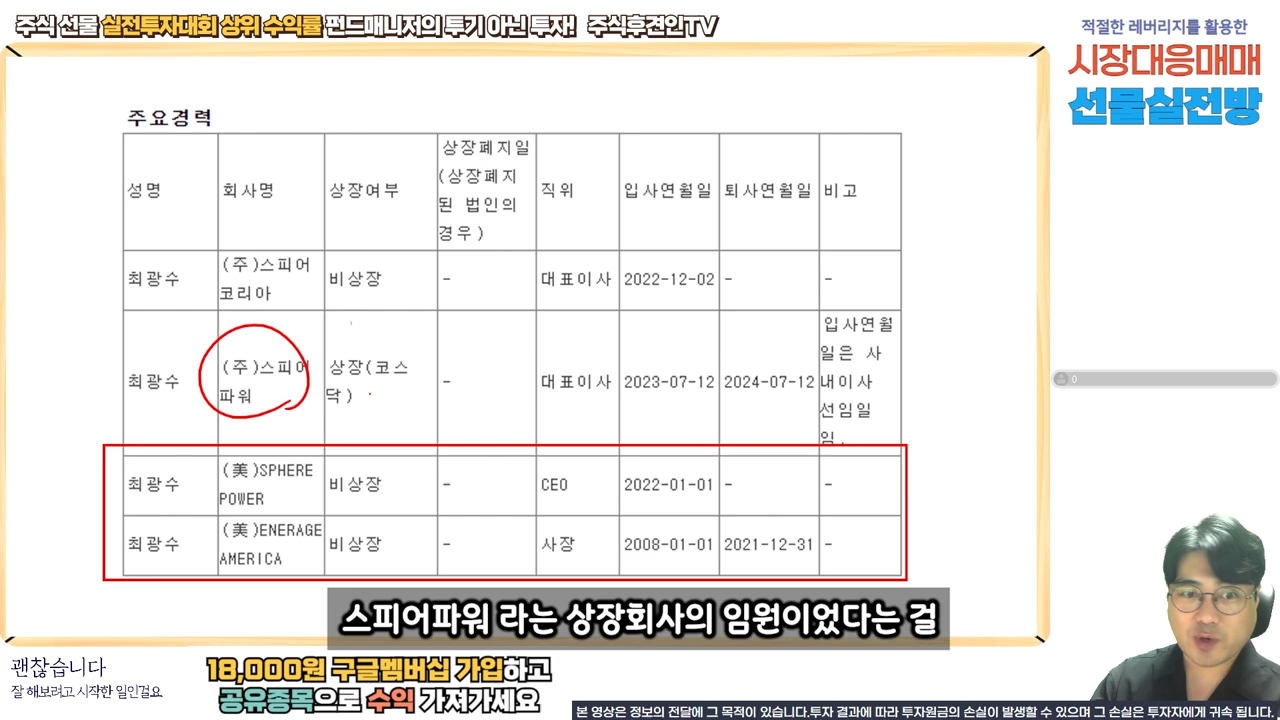 주식 선물 실전투자대회 상위 수익률 펀드매니저의 투기 아닌 투자! 주식후견인TV
적절한 레버리지를 활용한
시장대응매매
선물실전방
주요경력
성명 회사명 상장여부 상장폐지일(상장폐지된 법인의 경우) 직위 입사연월일 퇴사연월일 비고
최광수 (주)스피어코리아 비상장 - 대표이사 2022-12-02 - -
최광수 (주)스피어파워 상장(코스닥) - 대표이사 2023-07-12 2024-07-12 입사연월일은 사내이사 선임일임.
최광수 (美)SPHERE POWER 비상장 - CEO 2022-01-01 - -
최광수 (美)ENERAGE AMERICA 비상장 - 사장 2008-01-01 2021-12-31 -
0
스피어파워 라는 상장회사의 임원이었다는 걸
괜찮습니다
잘 해보려고 시작한 일인걸요
18,000원 구글멤버십 가입하고
공유종목으로 수익 가져가세요
본 영상은 정보의 전달에 그 목적이 있습니다.투자 결과에 따라 투자원금의 손실이 발생할 수 있으며 그 손실은 투자자에게 귀속 됩니다.